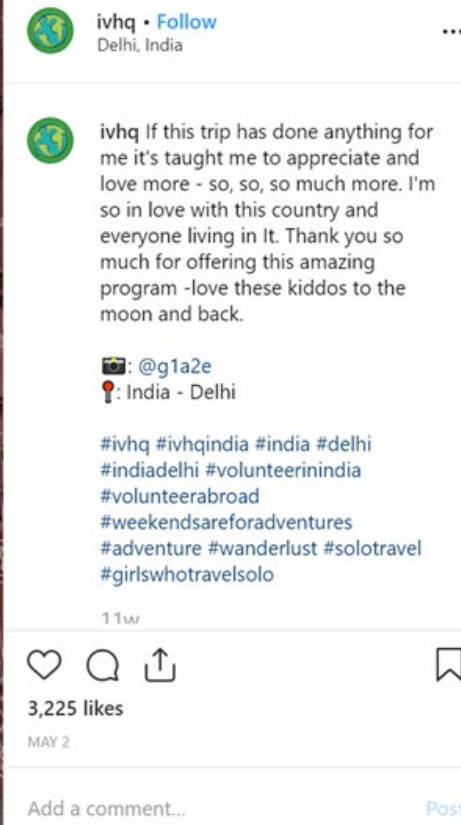 ivhq • Follow
Delhi, India
ivhq If this trip has done anything for
me it's taught me to appreciate and
love more - so, so, so much more. I'm
so in love with this country and
everyone living in It. Thank you so
much for offering this amazing
program -love these kiddos to the
moon and back.
📷: @g1a2e
📍: India - Delhi
#ivhq #ivhqindia #india #delhi
#indiadelhi #volunteerinindia
#volunteerabroad
#weekendsareforadventures
#adventure #wanderlust #solotravel
#girlswhotravelsolo
11w
3,225 likes
MAY 2
Add a comment... Post